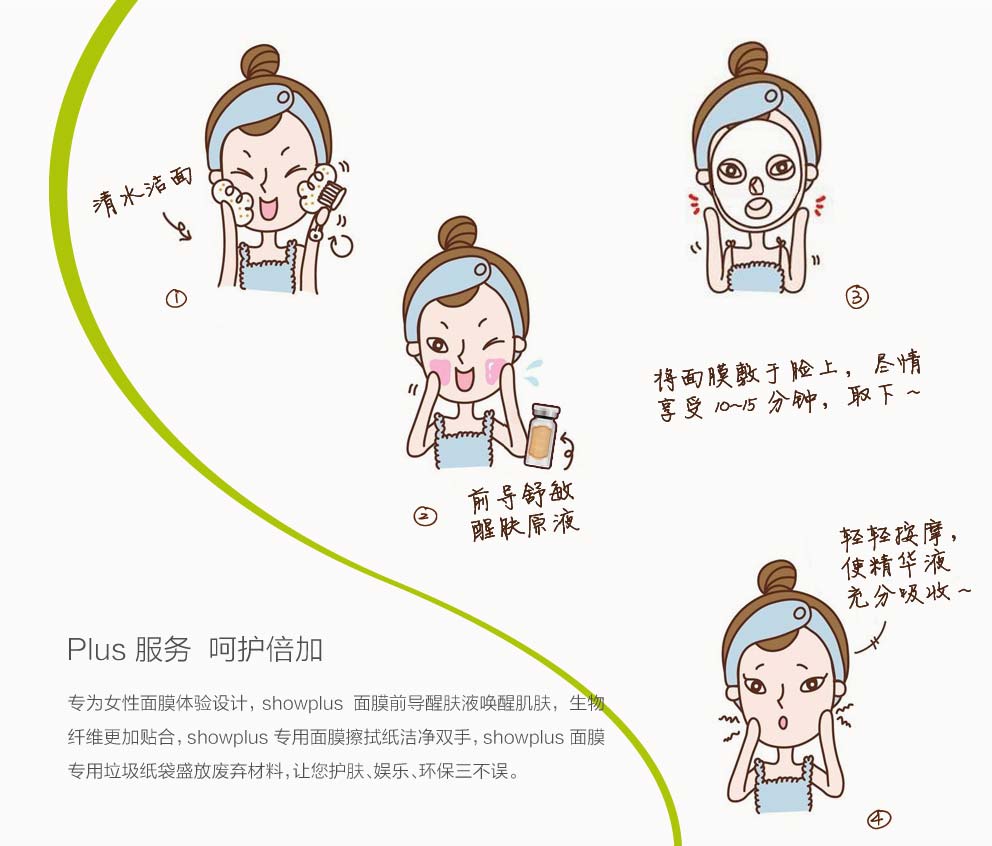 清水洁面
①
前导舒敏
醒肤原液
②
③
将面膜敷于脸上，尽情
享受 10~15 分钟，取下~
轻轻按摩，
使精华液
充分吸收~
④
Plus 服务 呵护倍加
专为女性面膜体验设计, showplus 面膜前导醒肤液唤醒肌肤，生物
纤维更加贴合, showplus 专用面膜擦拭纸洁净双手, showplus 面膜
专用垃圾纸袋盛放废弃材料,让您护肤、娱乐、环保三不误。